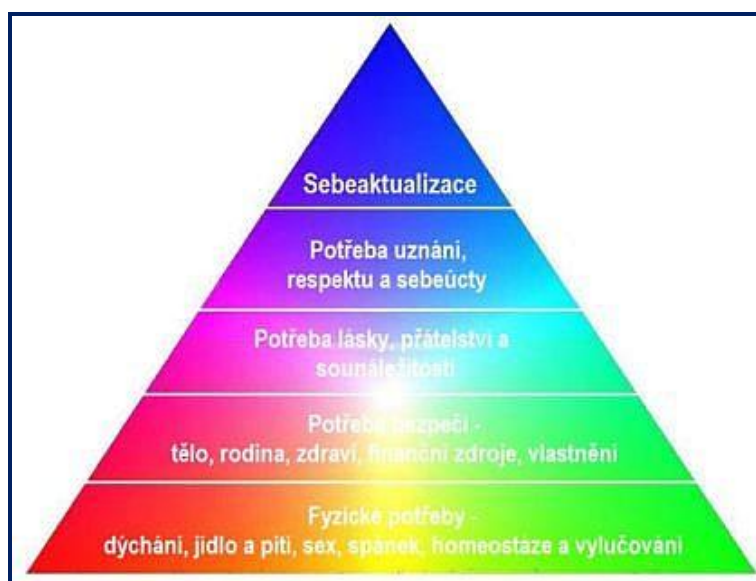 Sebeaktualizace
Potřeba uznání,
respektu a sebeúcty
Potřeba lásky, přátelství a
sounáležitosti
Potřeba bezpečí -
tělo, rodina, zdraví, finanční zdroje, vlastnění
Fyzické potřeby -
dýchání, jídlo a pití, sex, spánek, homeostáze a vylučování